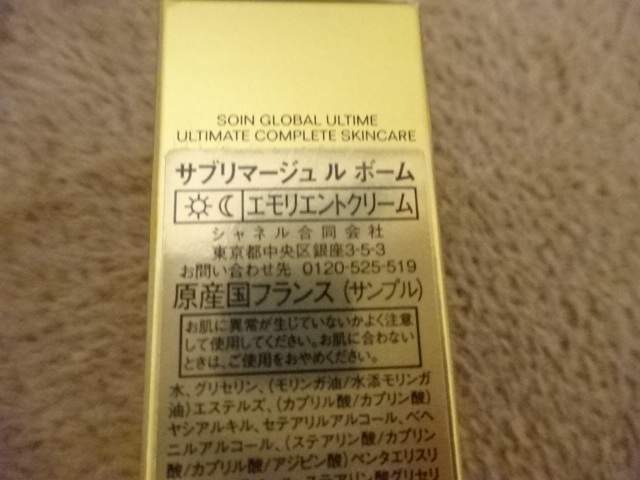 SOIN GLOBAL ULTIME
ULTIMATE COMPLETE SKINCARE
サブリマージュ ル ボーム
エモリエントクリーム
シャネル合同会社
東京都中央区銀座3-5-3
お問い合わせ先 0120-525-519
原産国フランス (サンプル)
お肌に異常が生じていないかよく注意
して使用してください。お肌に合わない
ときは、ご使用をおやめください。
水、グリセリン、(モリンガ油/水添モリンガ
油)エステルズ、(カプリル酸/カプリン酸)
ヤシアルキル、セテアリルアルコール、ベヘ
ニルアルコール、(ステアリン酸/カプリン
酸/カプリル酸/アジピン酸)ペンタエリスリ
ステアリン酸グリセリ